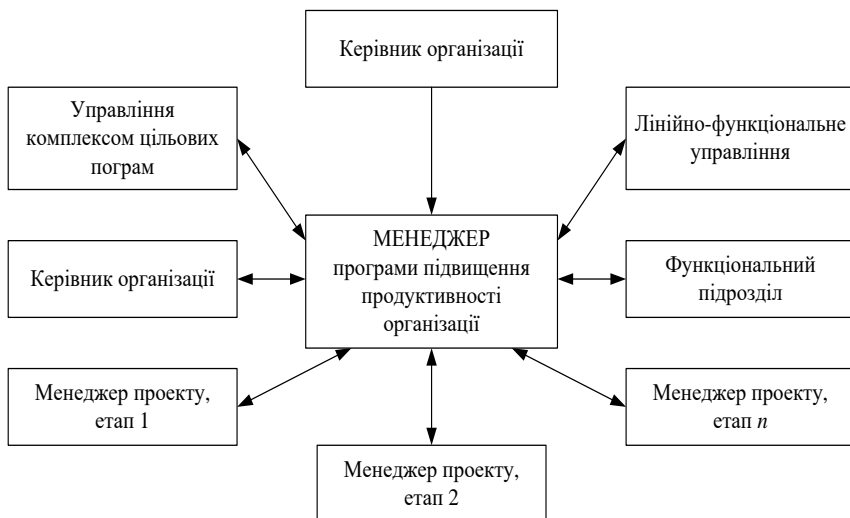 Керівник організації
Управління
комплексом цільових
пограм
Лінійно-функціональне
управління
МЕНЕДЖЕР
програми підвищення
продуктивності
організації
Керівник організації
Функціональний
підрозділ
Менеджер проекту,
етап 1
Менеджер проекту,
етап n
Менеджер проекту,
етап 2